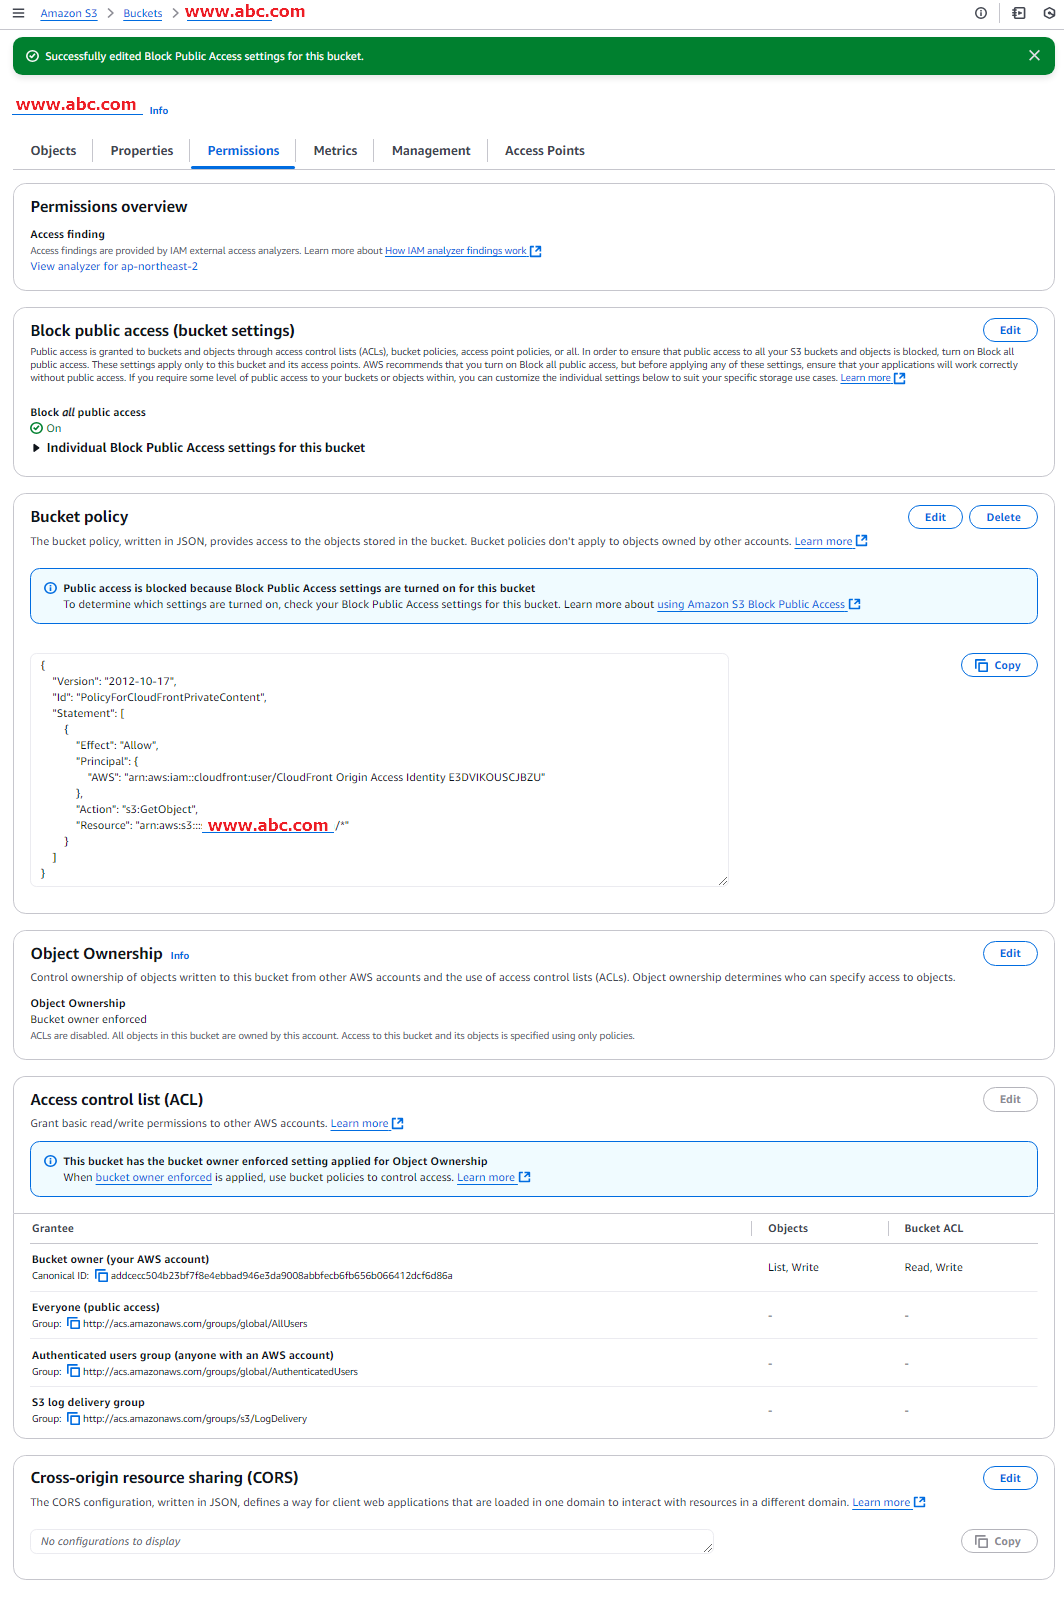 Amazon S3 > Buckets > www.abc.com
Successfully edited Block Public Access settings for this bucket.
www.abc.com Info
Objects Properties Permissions Metrics Management Access Points
Permissions overview
Access finding
Access findings are provided by IAM external access analyzers. Learn more about How IAM analyzer findings work
View analyzer for ap-northeast-2
Block public access (bucket settings) Edit
Public access is granted to buckets and objects through access control lists (ACLs), bucket policies, access point policies, or all. In order to ensure that public access to all your S3 buckets and objects is blocked, turn on Block all
public access. These settings apply only to this bucket and its access points. AWS recommends that you turn on Block all public access, but before applying any of these settings, ensure that your applications will work correctly
without public access. If you require some level of public access to your buckets or objects within, you can customize the individual settings below to suit your specific storage use cases. Learn more
Block all public access
On
Individual Block Public Access settings for this bucket
Bucket policy Edit Delete
The bucket policy, written in JSON, provides access to the objects stored in the bucket. Bucket policies don't apply to objects owned by other accounts. Learn more
Public access is blocked because Block Public Access settings are turned on for this bucket
To determine which settings are turned on, check your Block Public Access settings for this bucket. Learn more about using Amazon S3 Block Public Access
Copy
{
"Version": "2012-10-17",
"Id": "PolicyForCloudFrontPrivateContent",
"Statement": [
{
"Effect": "Allow",
"Principal": {
"AWS": "arn:aws:iam::cloudfront:user/CloudFront Origin Access Identity E3DVIKOUSCJBZU"
},
"Action": "s3:GetObject",
"Resource": "arn:aws:s3::: www.abc.com /*"
}
]
}
Object Ownership Info Edit
Control ownership of objects written to this bucket from other AWS accounts and the use of access control lists (ACLs). Object ownership determines who can specify access to objects.
Object Ownership
Bucket owner enforced
ACLs are disabled. All objects in this bucket are owned by this account. Access to this bucket and its objects is specified using only policies.
Access control list (ACL) Edit
Grant basic read/write permissions to other AWS accounts. Learn more
This bucket has the bucket owner enforced setting applied for Object Ownership
When bucket owner enforced is applied, use bucket policies to control access. Learn more
Grantee Objects Bucket ACL
Bucket owner (your AWS account)
Canonical ID: addcecc504b23bf7f8e4ebbad946e3da9008abbfecb6fb656b066412dcf6d86a
List, Write Read, Write
Everyone (public access)
Group: http://acs.amazonaws.com/groups/global/AllUsers
- -
Authenticated users group (anyone with an AWS account)
Group: http://acs.amazonaws.com/groups/global/AuthenticatedUsers
- -
S3 log delivery group
Group: http://acs.amazonaws.com/groups/s3/LogDelivery
- -
Cross-origin resource sharing (CORS) Edit
The CORS configuration, written in JSON, defines a way for client web applications that are loaded in one domain to interact with resources in a different domain. Learn more
No configurations to display
Copy